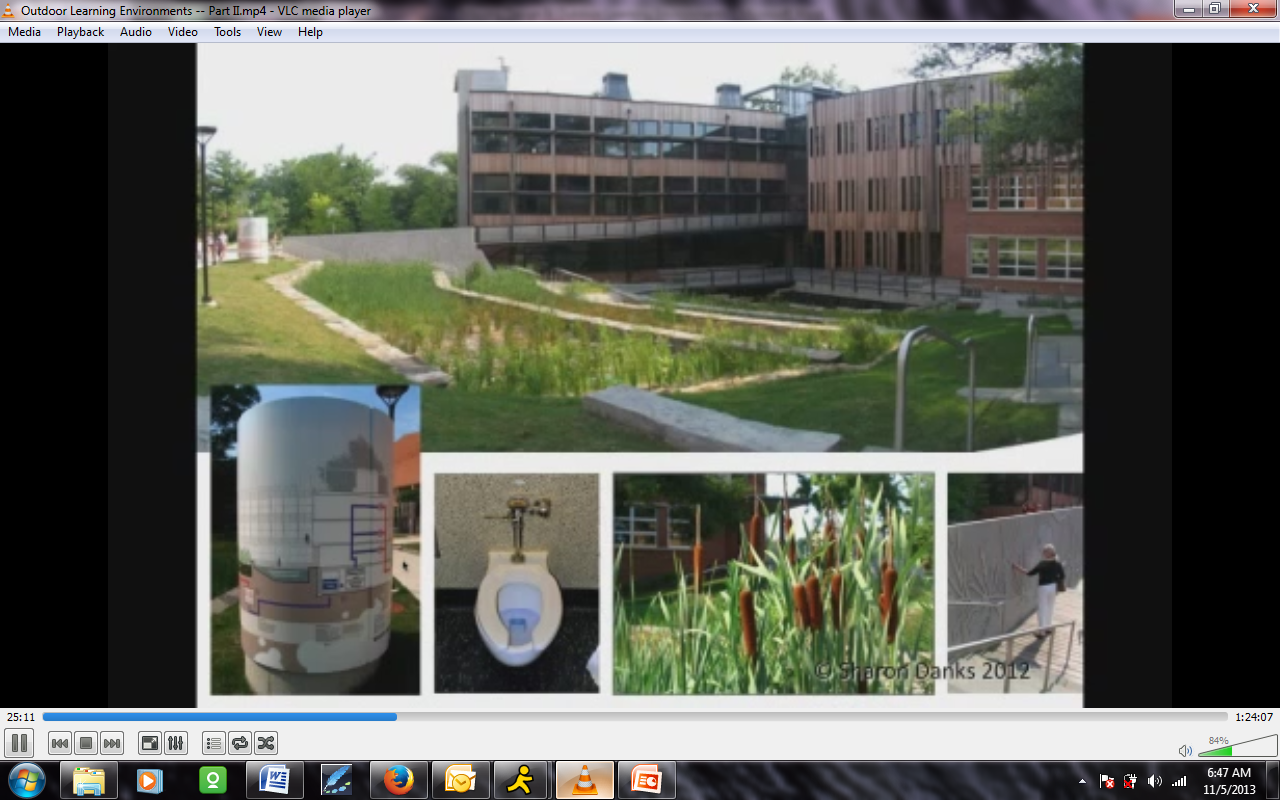 Outdoor Learning Environments -- Part II.mp4 - VLC media player
Media Playback Audio Video Tools View Help
© Sharon Danks 2012
25:11
1:24:07
84%
6:47 AM
11/5/2013